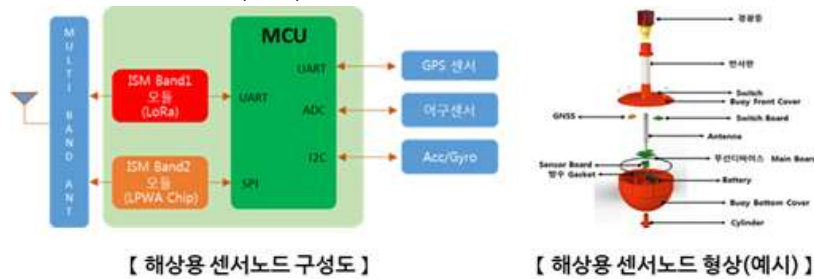 MULTI BAND ANT
ISM Band1
모듈
(LoRa)
ISM Band2
모듈
(LPWA Chip)
MCU
UART
UART
ADC
I2C
SPI
GPS 센서
어구센서
Acc/Gyro
【 해상용 센서노드 구성도 】
경광등
반사판
Switch
Buoy Front Cover
GNSS
Switch Board
Antenna
무선디바이스 Main Board
Sensor Board
방수 Gasket
Battery
Buoy Bottom Cover
Cylinder
【 해상용 센서노드 형상(예시) 】